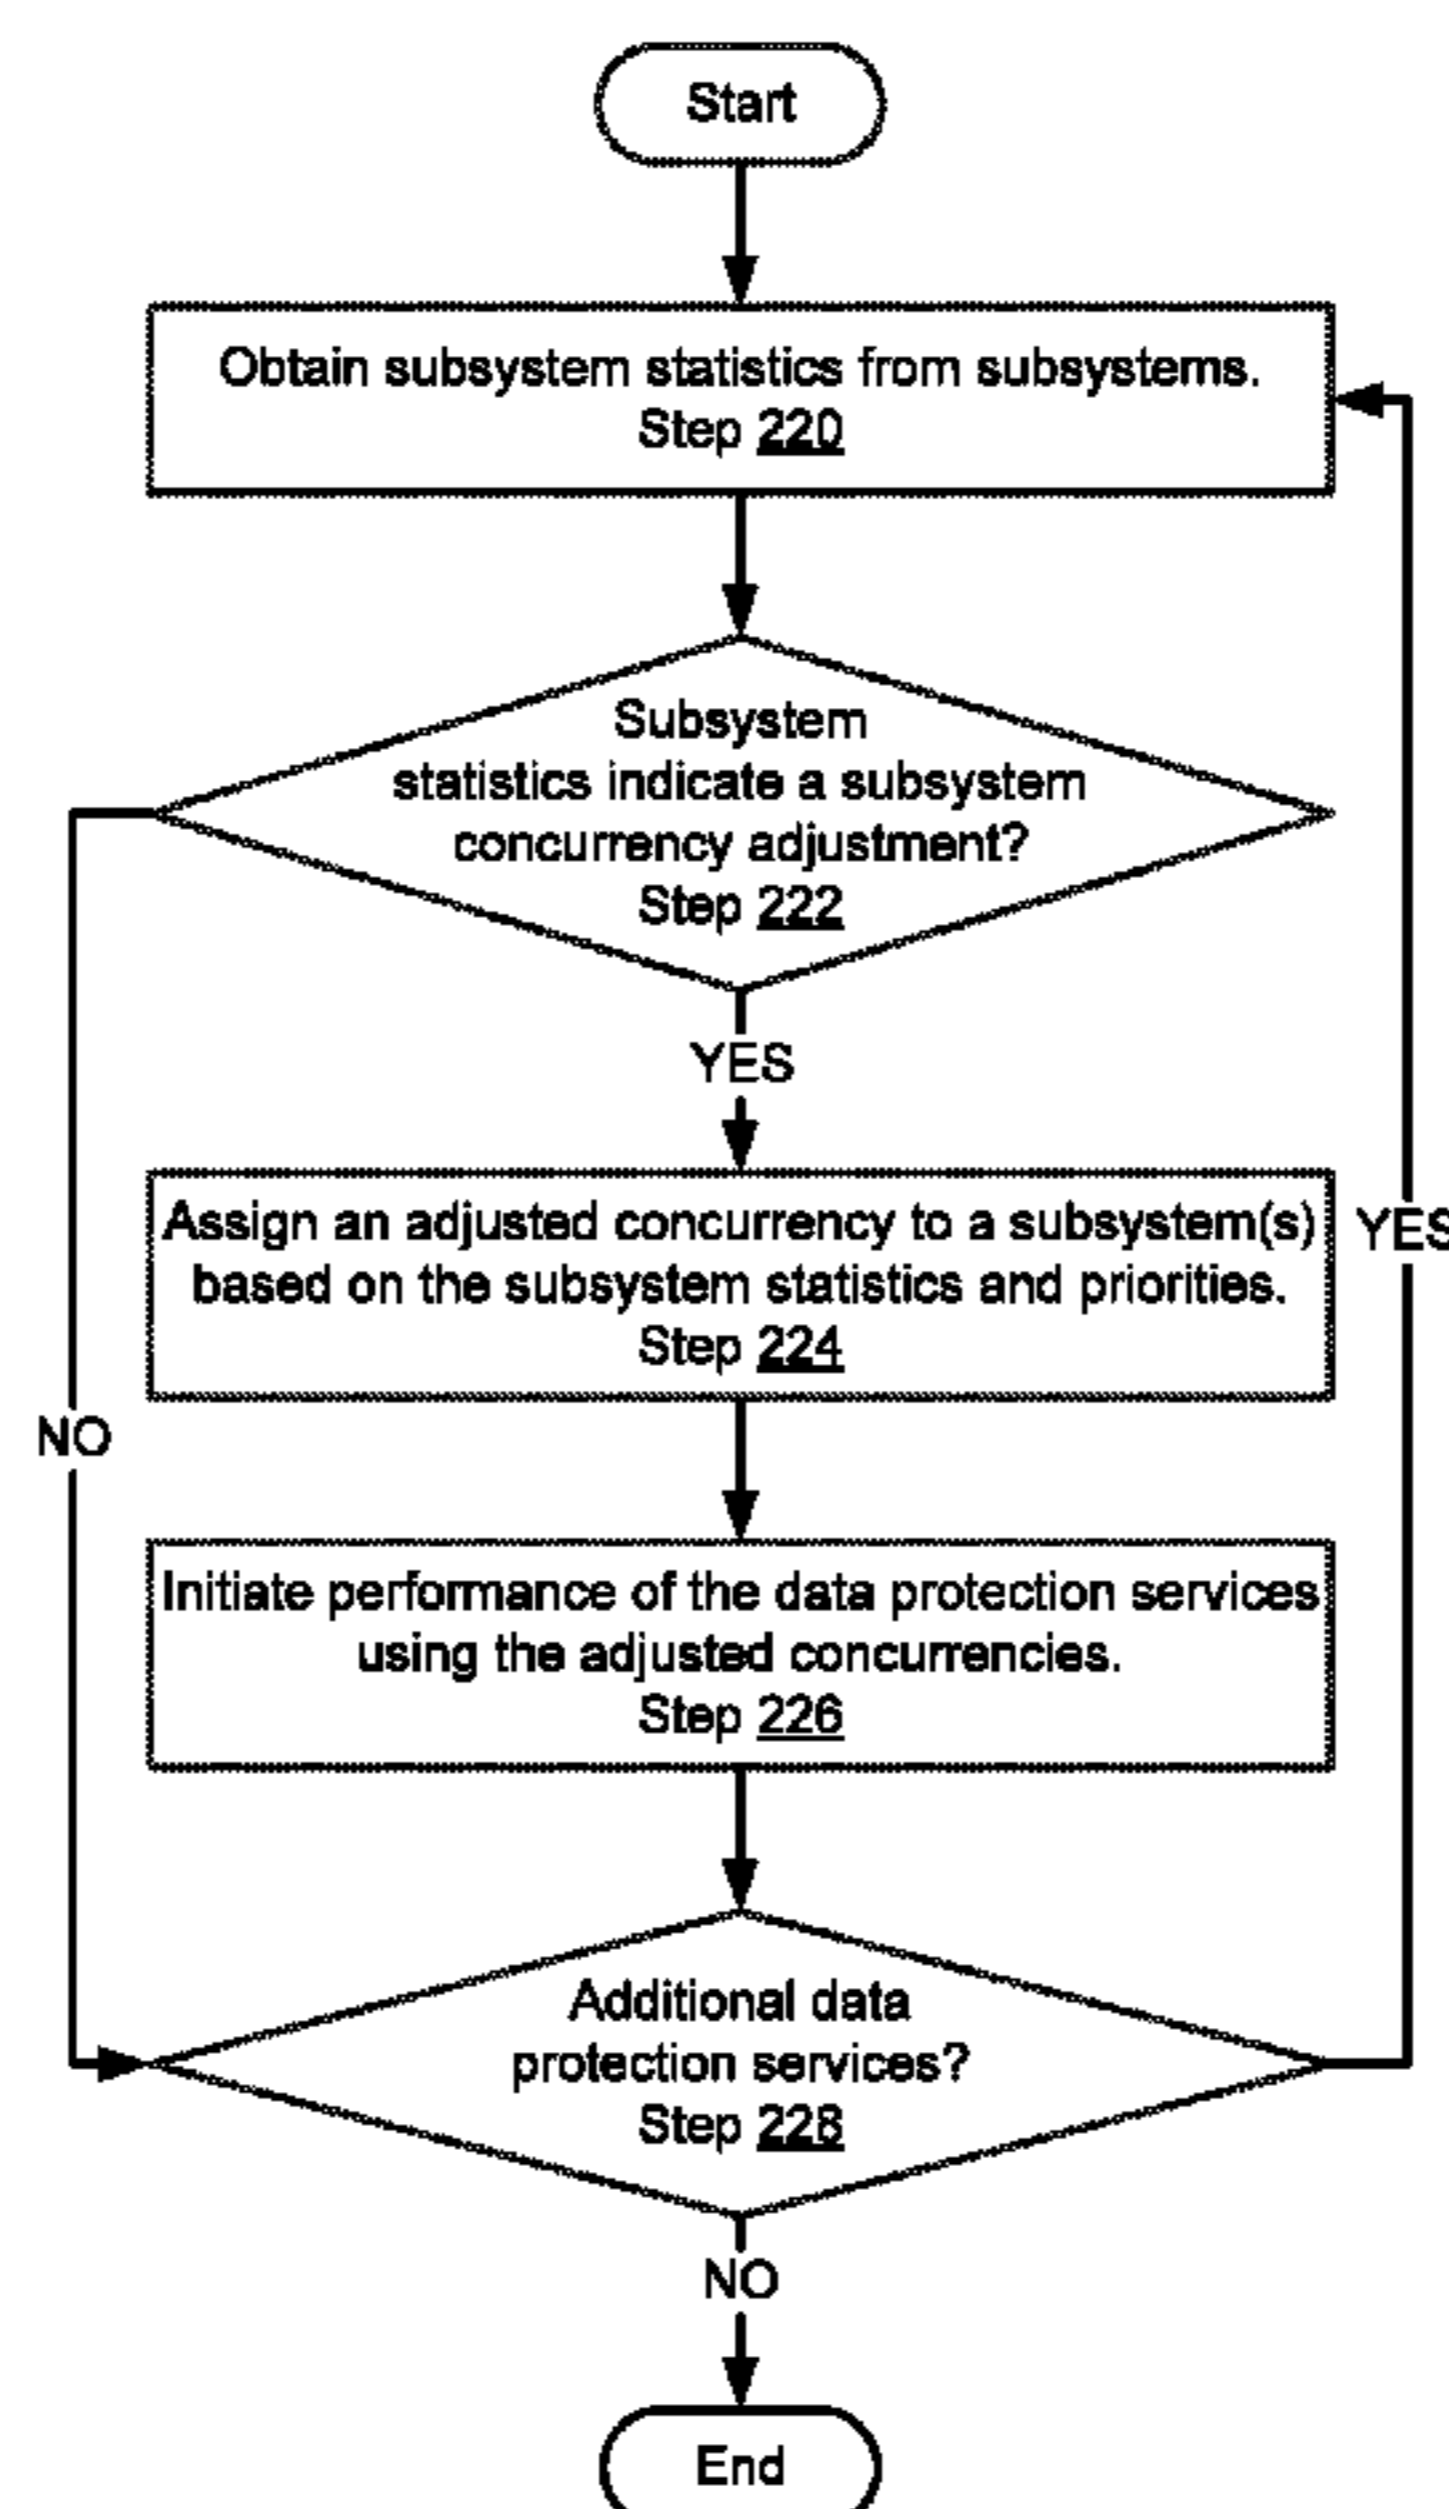 Start
Obtain subsystem statistics from subsystems.
Step 220
Subsystem
statistics indicate a subsystem
concurrency adjustment?
Step 222
YES
Assign an adjusted concurrency to a subsystem(s)
based on the subsystem statistics and priorities.
Step 224
YES
NO
Initiate performance of the data protection services
using the adjusted concurrencies.
Step 226
Additional data
protection services?
Step 228
NO
End